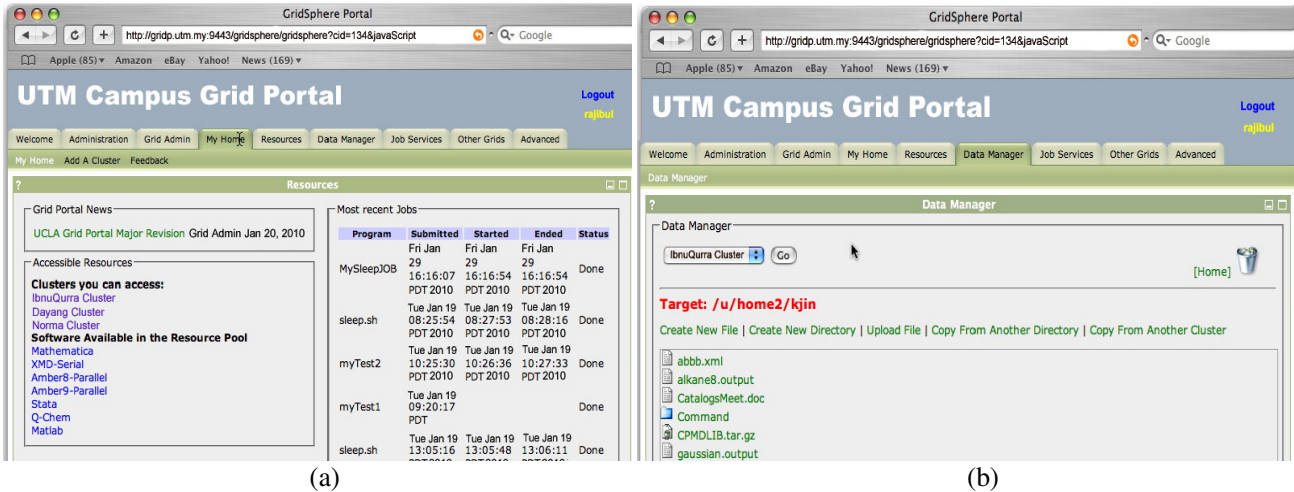 GridSphere Portal
http://gridp.utm.my:9443/gridsphere/gridsphere?cid=134&javaScript
Google
Apple (85) Amazon eBay Yahoo! News (169)
UTM Campus Grid Portal
Logout
rajibul
Welcome Administration Grid Admin My Home Resources Data Manager Job Services Other Grids Advanced
My Home Add A Cluster Feedback
? Resources
Grid Portal News
UCLA Grid Portal Major Revision Grid Admin Jan 20, 2010
Accessible Resources
Clusters you can access:
IbnuQurra Cluster
Dayang Cluster
Norma Cluster
Software Available in the Resource Pool
Mathematica
XMD-Serial
Amber8-Parallel
Amber9-Parallel
Stata
Q-Chem
Matlab
Most recent Jobs
Program Submitted Started Ended Status
Fri Jan Fri Jan Fri Jan
29 29 29
MySleepJOB 16:16:07 16:16:54 16:16:54 Done
PDT 2010 PDT 2010 PDT 2010
Tue Jan 19 Tue Jan 19 Tue Jan 19
sleep.sh 08:25:54 08:27:53 08:28:16 Done
PDT 2010 PDT 2010 PDT 2010
Tue Jan 19 Tue Jan 19 Tue Jan 19
myTest2 10:25:30 10:26:36 10:27:33 Done
PDT 2010 PDT 2010 PDT 2010
Tue Jan 19
myTest1 09:20:17 Done
PDT
Tue Jan 19 Tue Jan 19 Tue Jan 19
sleep.sh 13:05:16 13:05:48 13:06:11 Done
(a)
GridSphere Portal
http://gridp.utm.my:9443/gridsphere/gridsphere?cid=134&javaScript
Google
Apple (85) Amazon eBay Yahoo! News (169)
UTM Campus Grid Portal
Logout
rajibul
Welcome Administration Grid Admin My Home Resources Data Manager Job Services Other Grids Advanced
Data Manager
? Data Manager
Data Manager
IbnuQurra Cluster Go
[Home]
Target: /u/home2/kjin
Create New File | Create New Directory | Upload File | Copy From Another Directory | Copy From Another Cluster
abbb.xml
alkane8.output
CatalogsMeet.doc
Command
CPMDLIB.tar.gz
gaussian.output
(b)